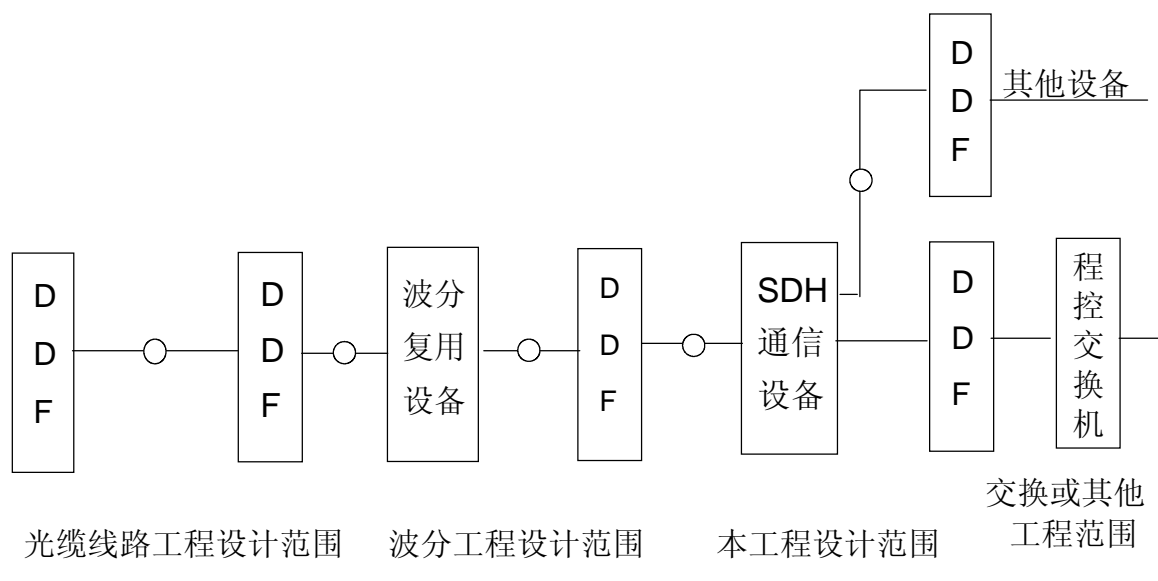 D
D
F
其他设备
D
D
F
D
D
F
波分
复用
设备
D
D
F
SDH
通信
设备
D
D
F
程
控
交
换
机
光缆线路工程设计范围
波分工程设计范围
本工程设计范围
交换或其他
工程范围